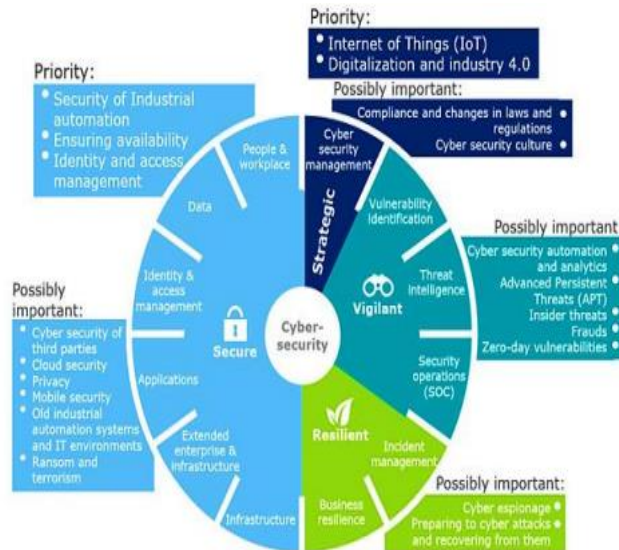 Priority:
Internet of Things (IoT)
Digitalization and industry 4.0
Possibly important:
Compliance and changes in laws and
regulations
Cyber security culture
Priority:
Security of Industrial
automation
Ensuring availability
Identity and access
management
People &
workplace
Cyber
security
management
Data
Vulnerability
Identification
Strategic
Possibly important
Cyber security automation
and analytics
Advanced Persistent
Threats (APT)
Insider threats
Frauds
Zero-day vulnerabilities
Identity
& access
management
Threat
Intelligence
Vigilant
Possibly
important:
Cyber security of
third parties
Cloud security
Privacy
Mobile security
Old industrial
automation systems
and IT environments
Ransom and
terrorism
Secure
Cyber-
security
Applications
Security
operations
(SOC)
Extended
enterprise &
infrastructure
Resilient
Incident
management
Infrastructure
Business
resilience
Possibly important:
Cyber espionage
Preparing to cyber attacks
and recovering from them